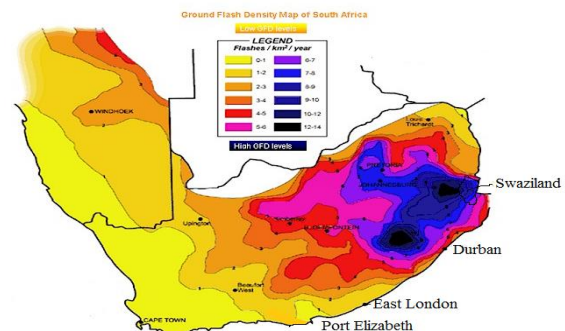 Ground Flash Density Map of South Africa
Low GFD levels
LEGEND
Flashes / km² / year
0-1 6-7
1-2 7-8
2-3 8-9
3-4 9-10
4-5 10-12
5-6 12-14
High GFD levels
WINDHOEK
Louis
Trichardt
PRETORIA
JOHANNESBURG
Swaziland
Upington
Durban
Beaufort
West
East London
CAPE TOWN
Port Elizabeth